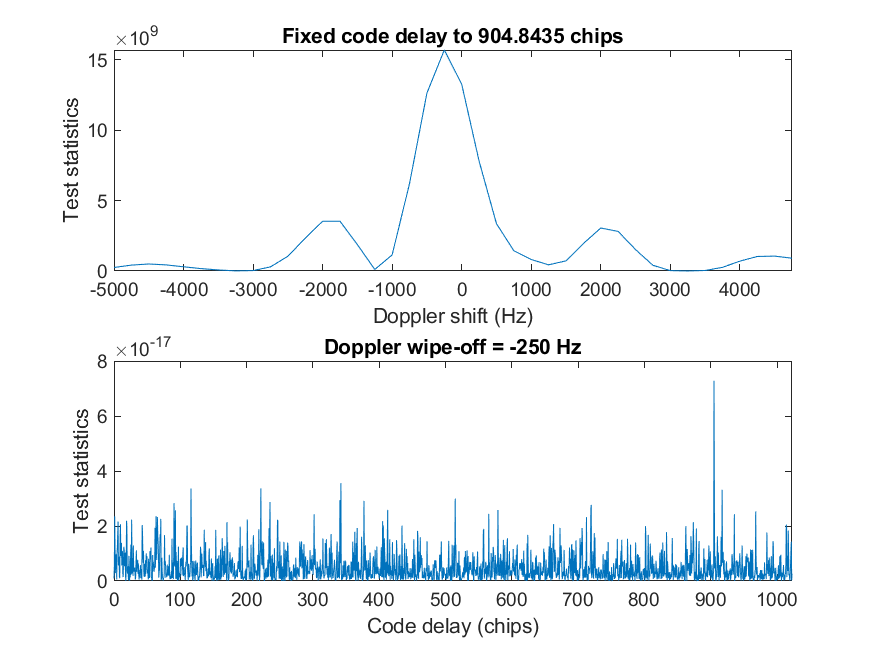 ×10^9
Fixed code delay to 904.8435 chips
15
10
5
0
Test statistics
-5000 -4000 -3000 -2000 -1000 0 1000 2000 3000 4000
Doppler shift (Hz)
×10^-17
Doppler wipe-off = -250 Hz
8
6
4
2
0
Test statistics
0 100 200 300 400 500 600 700 800 900 1000
Code delay (chips)